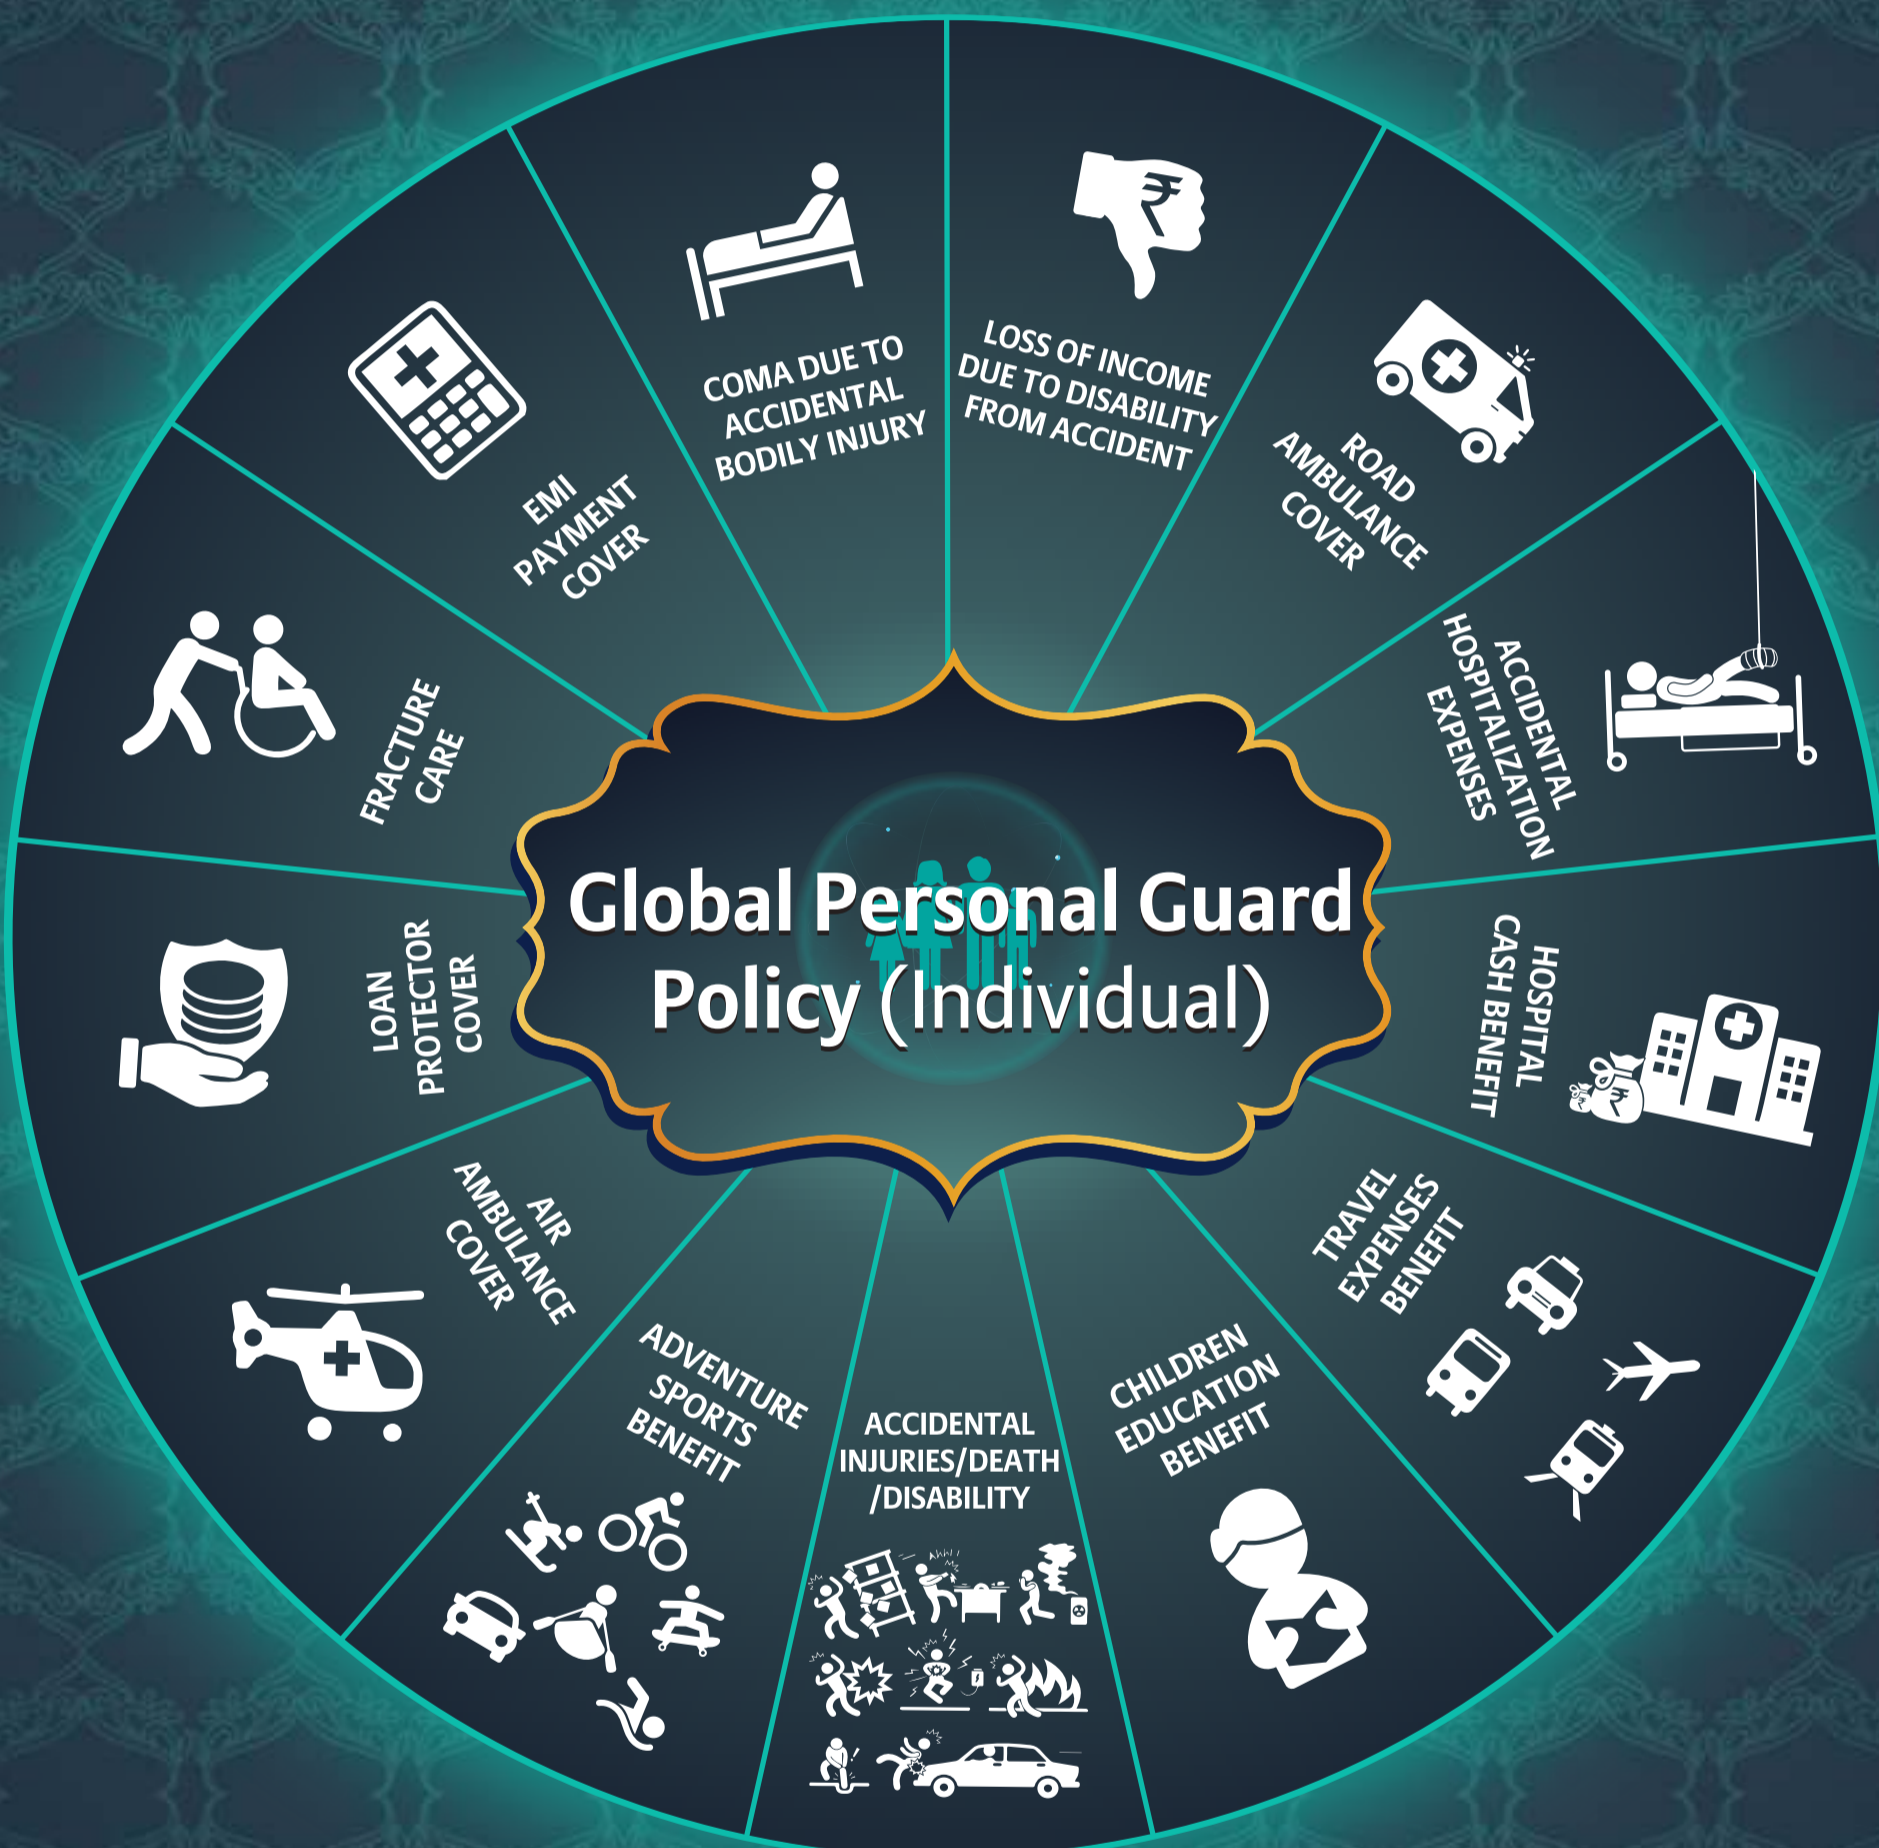 COMA DUE TO
ACCIDENTAL
BODILY INJURY
LOSS OF INCOME
DUE TO DISABILITY
FROM ACCIDENT
ROAD
AMBULANCE
COVER
ACCIDENTAL
HOSPITALIZATION
EXPENSES
HOSPITAL
CASH BENEFIT
TRAVEL
EXPENSES
BENEFIT
CHILDREN
EDUCATION
BENEFIT
ACCIDENTAL
INJURIES/DEATH
/DISABILITY
ADVENTURE
SPORTS
BENEFIT
AIR
AMBULANCE
COVER
LOAN
PROTECTOR
COVER
FRACTURE
CARE
EMI
PAYMENT
COVER
Global Personal Guard
Policy (Individual)